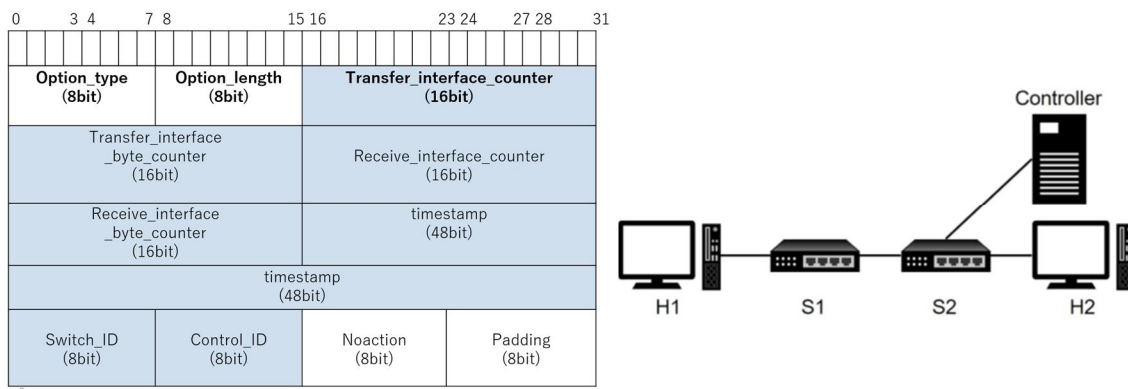 0 3 4 7 8 15 16 23 24 27 28 31
Option_type
(8bit)
Option_length
(8bit)
Transfer_interface_counter
(16bit)
Transfer_interface
_byte_counter
(16bit)
Receive_interface_counter
(16bit)
Receive_interface
_byte_counter
(16bit)
timestamp
(48bit)
timestamp
(48bit)
Switch_ID
(8bit)
Control_ID
(8bit)
Noaction
(8bit)
Padding
(8bit)
Controller
H1
S1
S2
H2